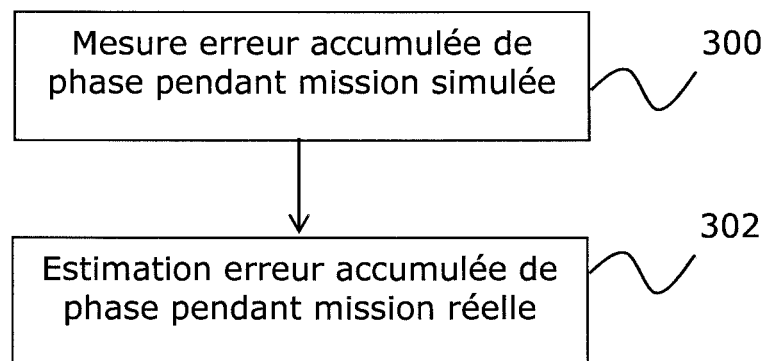 Mesure erreur accumulée de
phase pendant mission simulée
300
Estimation erreur accumulée de
phase pendant mission réelle
302